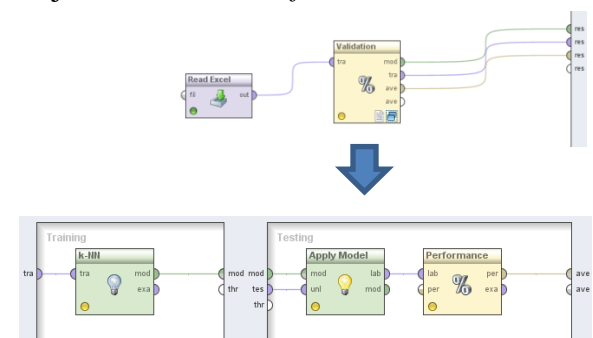 Validation
tra mod
tra
ave
ave
Read Excel
fil out
res
res
res
res
Training
k-NN
tra
tra mod
exa
mod
thr
Testing
mod
tes
thr
Apply Model
mod lab
unl mod
Performance
lab per
per exa
ave
ave